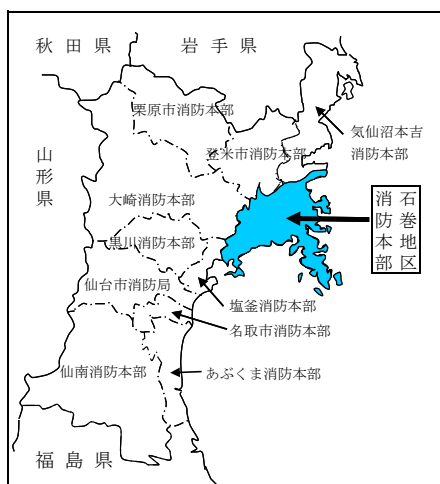 秋田県
岩手県
栗原市消防本部
気仙沼本吉
消防本部
登米市消防本部
山形県
大崎消防本部
石巻地区
消防本部
黒川消防本部
仙台市消防局
塩釜消防本部
名取市消防本部
仙南消防本部
あぶくま消防本部
福島県